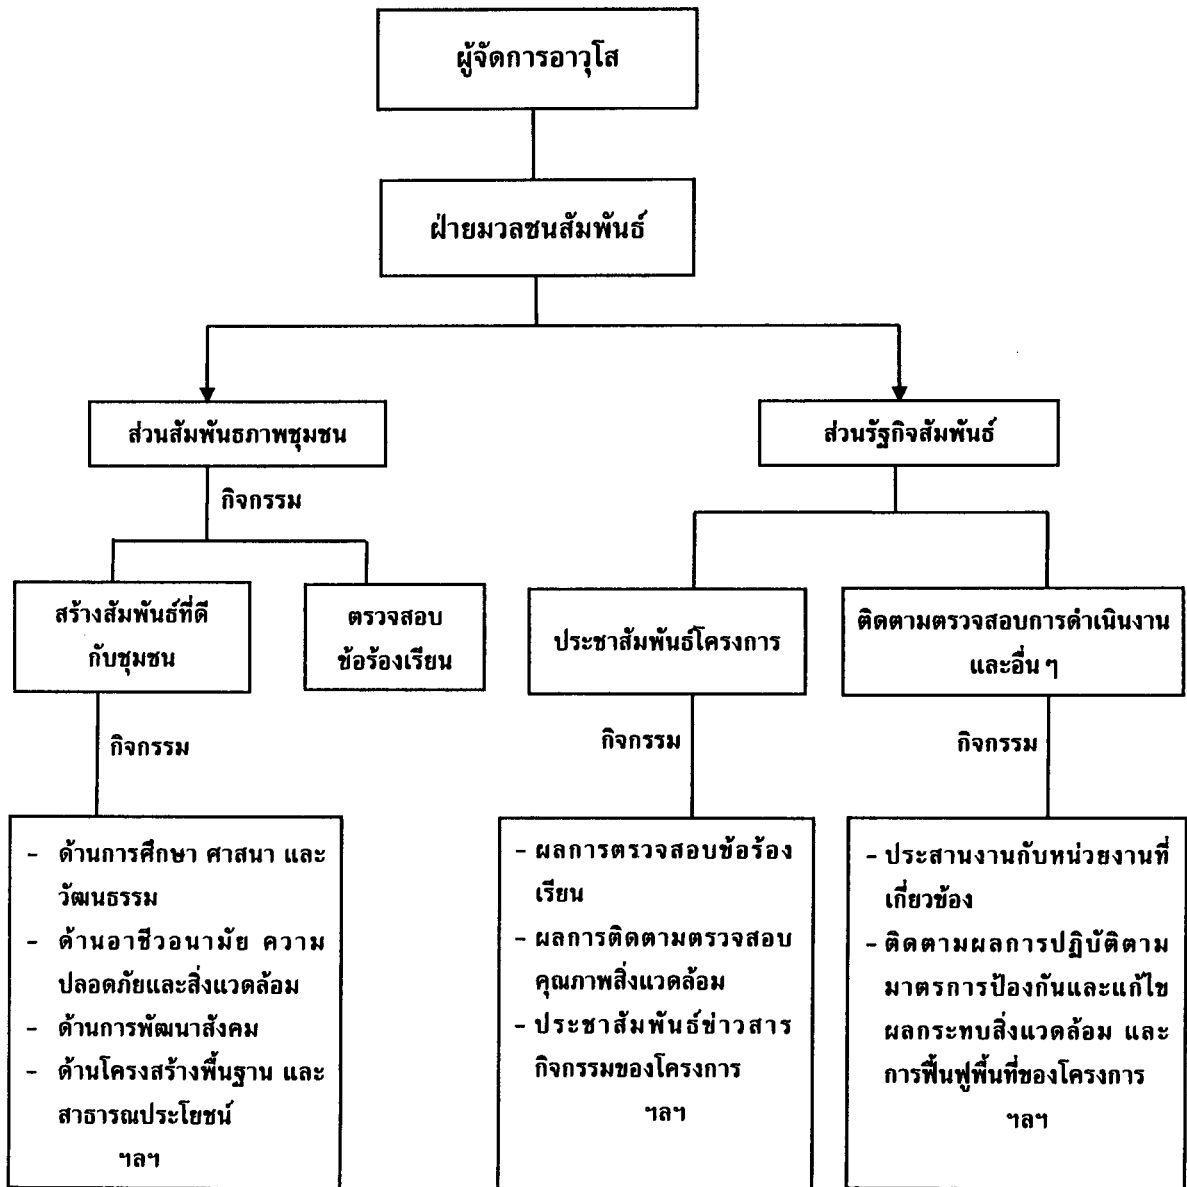 ผู้จัดการอาวุโส
ฝ่ายมวลชนสัมพันธ์
ส่วนสัมพันธภาพชุมชน
ส่วนรัฐกิจสัมพันธ์
กิจกรรม
สร้างสัมพันธ์ที่ดี
กับชุมชน
ตรวจสอบ
ข้อร้องเรียน
ประชาสัมพันธ์โครงการ
ติดตามตรวจสอบการดำเนินงาน
และอื่น ๆ
กิจกรรม
กิจกรรม
กิจกรรม
- ด้านการศึกษา ศาสนา และ
วัฒนธรรม
- ด้านอาชีวอนามัย ความ
ปลอดภัยและสิ่งแวดล้อม
- ด้านการพัฒนาสังคม
- ด้านโครงสร้างพื้นฐาน และ
สาธารณประโยชน์
ฯลฯ
- ผลการตรวจสอบข้อร้อง
เรียน
- ผลการติดตามตรวจสอบ
คุณภาพสิ่งแวดล้อม
- ประชาสัมพันธ์ข่าวสาร
กิจกรรมของโครงการ
ฯลฯ
- ประสานงานกับหน่วยงานที่
เกี่ยวข้อง
- ติดตามผลการปฏิบัติตาม
มาตรการป้องกันและแก้ไข
ผลกระทบสิ่งแวดล้อม และ
การฟื้นฟูพื้นที่ของโครงการ
ฯลฯ